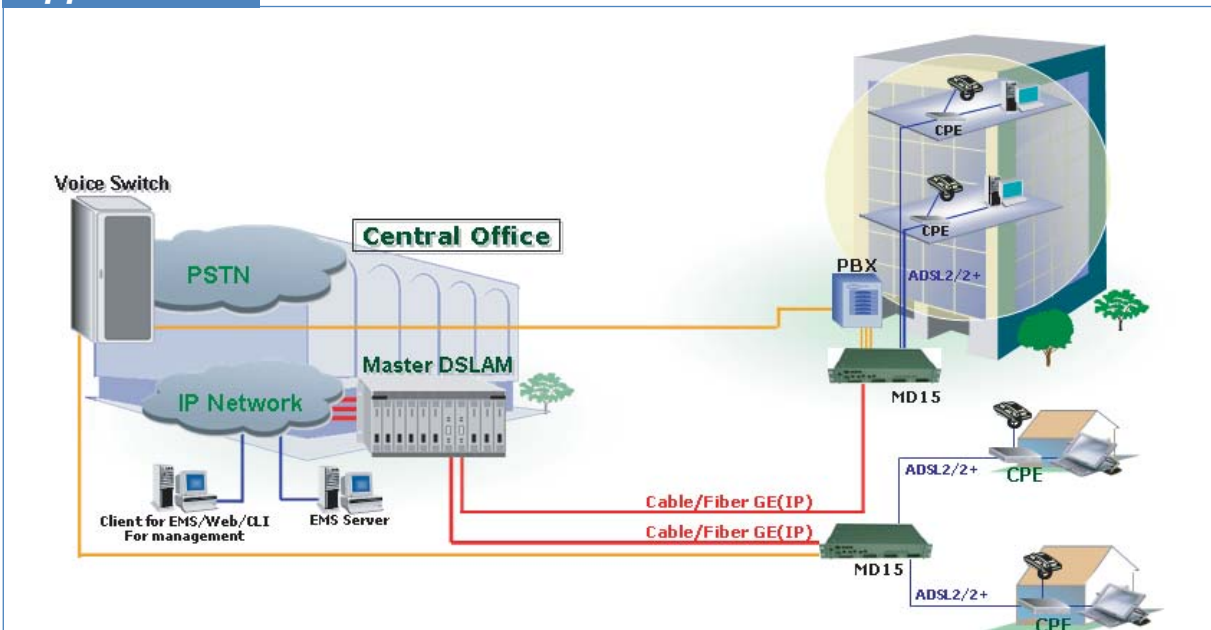 Voice Switch
PSTN
Central Office
Master DSLAM
IP Network
Client for EMS/Web/CLI
For management
EMS Server
CPE
CPE
PBX
ADSL2/2+
MD15
Cable/Fiber GE(IP)
Cable/Fiber GE(IP)
MD15
ADSL2/2+
CPE
ADSL2/2+
CPE